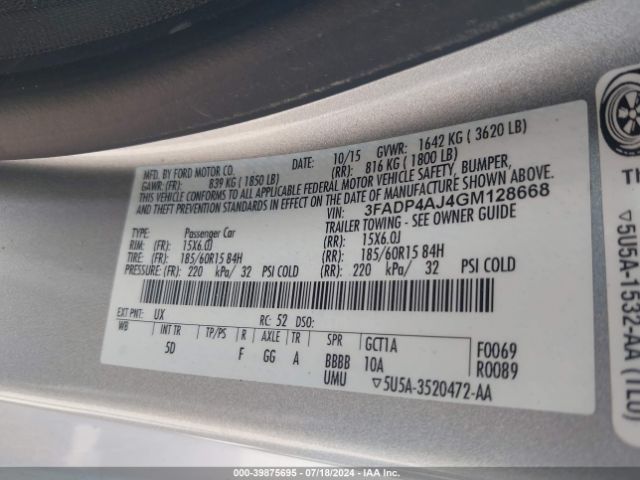 MFD. BY FORD MOTOR CO.
DATE: 10/15 GVWR: 1642 KG ( 3620 LB)
GAWR: (FR): 839 KG ( 1850 LB) (RR): 816 KG ( 1800 LB)
THIS VEHICLE CONFORMS TO ALL APPLICABLE FEDERAL MOTOR VEHICLE SAFETY, BUMPER,
AND THEFT PREVENTION STANDARDS IN EFFECT ON THE DATE OF MANUFACTURE SHOWN ABOVE.
VIN: 3FADP4AJ4GM128668
TYPE: Passenger Car TRAILER TOWING - SEE OWNER GUIDE
RIM: (FR): 15X6.0J (RR): 15X6.0J
TIRE: (FR): 185/60R15 84H (RR): 185/60R15 84H
PRESSURE: (FR): 220 kPa/ 32 PSI COLD (RR): 220 kPa/ 32 PSI COLD
EXT PNT: UX RC: 52 DSO:
WB INT TR TP/PS R AXLE TR SPR GCT1A F0069
5D F GG A BBBB 10A R0089
UMU ▽5U5A-3520472-AA
TH
▽5U5A-1532-AA (TL0)
000-39875695 - 07/18/2024 - IAA Inc.